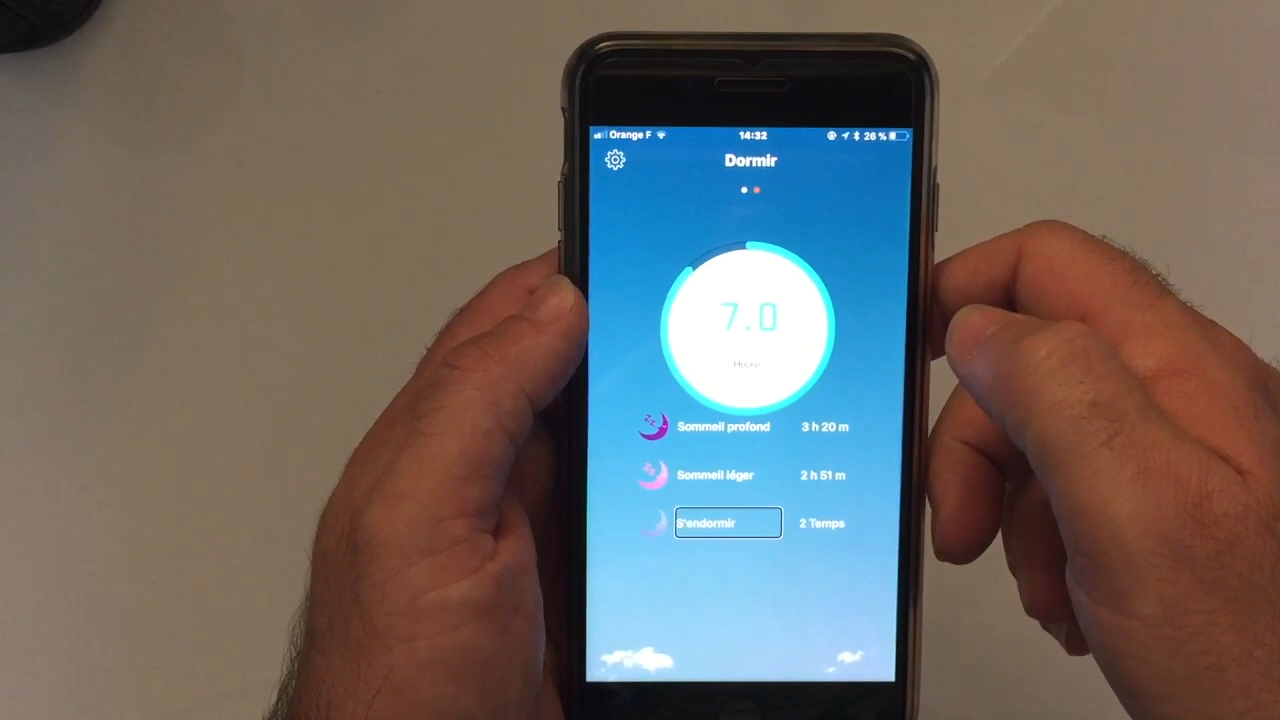 Orange F 14:32 26 %
Dormir
7.0
Heure
Sommeil profond 3 h 20 m
Sommeil léger 2 h 51 m
S'endormir 2 Temps